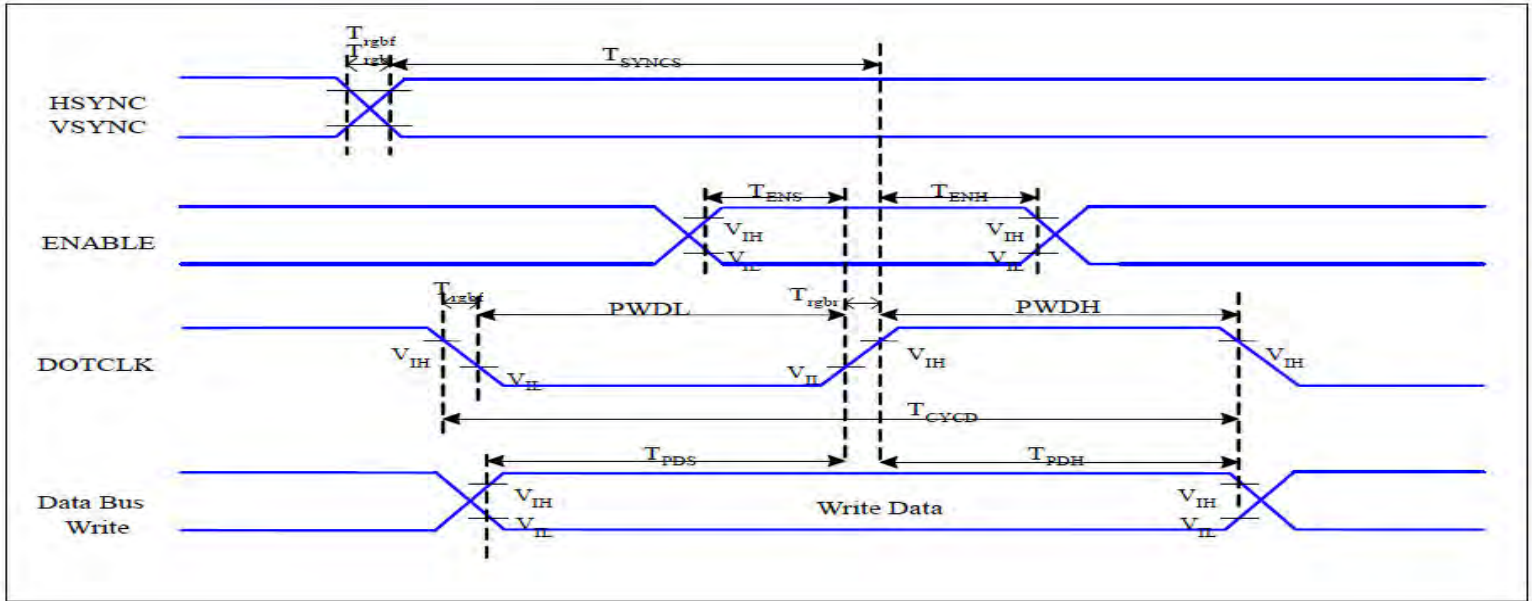 Trgbf
Trgbr
TSYNCS
HSYNC
VSYNC
TENS
TENH
VIH
VIH
ENABLE
VIL
VIL
Trgbf
Trgbr
PWDL
PWDH
DOTCLK
VIH
VIL
VIL
VIH
VIH
TCYCD
TPDS
TPDH
Data Bus
Write
VIH
VIH
Write Data
VIL
VIL